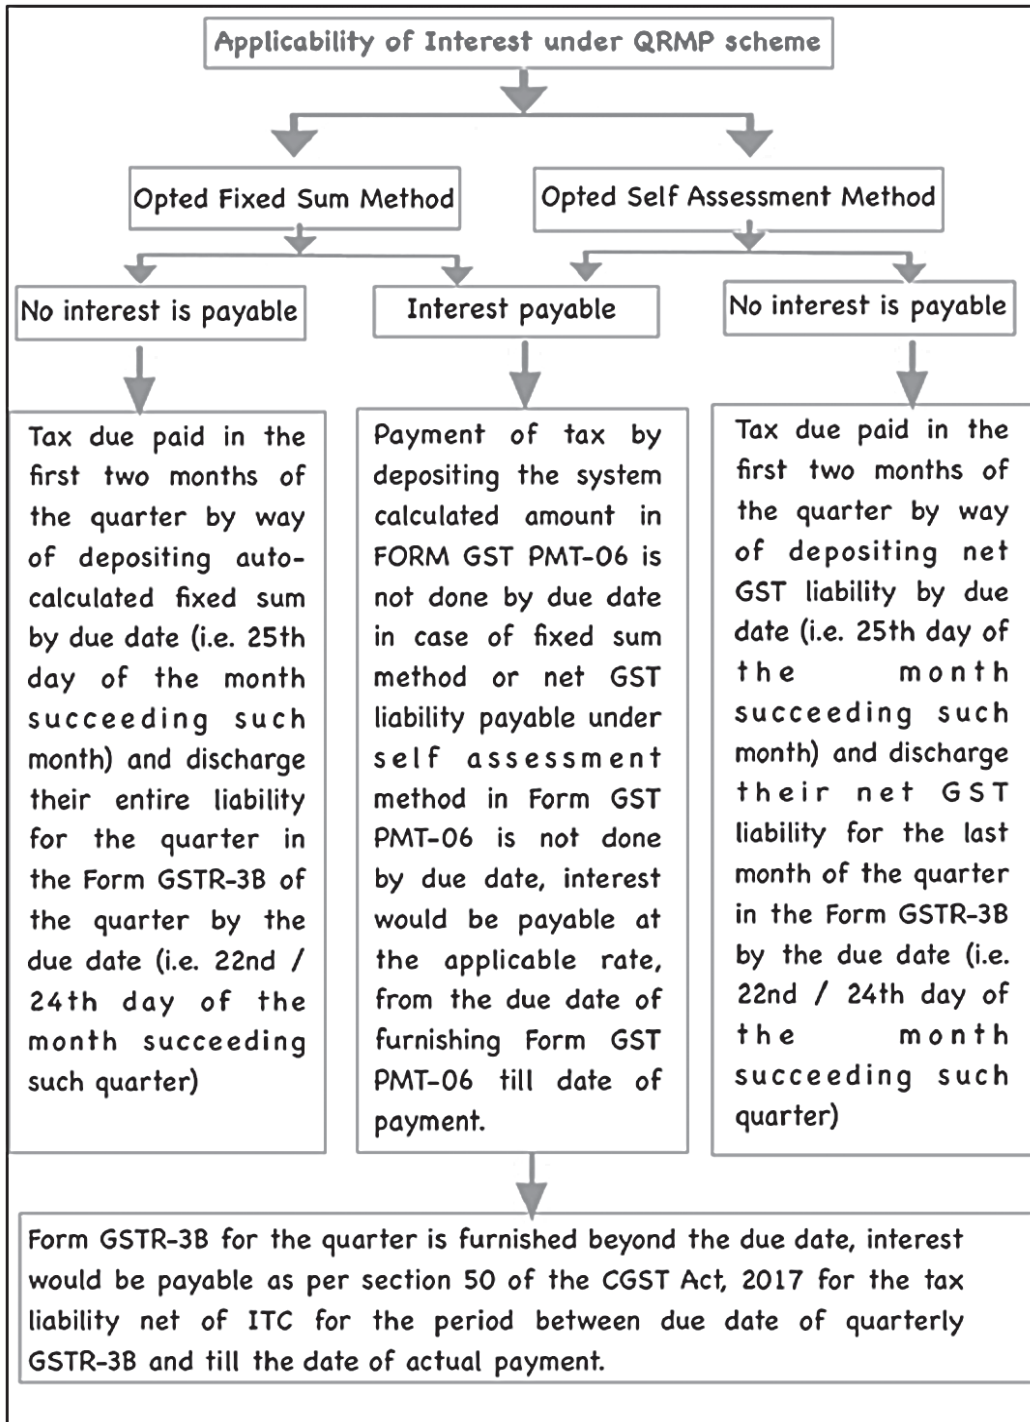 Applicability of Interest under QRMP scheme
Opted Fixed Sum Method
Opted Self Assessment Method
No interest is payable
Interest payable
No interest is payable
Tax due paid in the
first two months of
the quarter by way
of depositing auto-
calculated fixed sum
by due date (i.e. 25th
day of the month
succeeding such
month) and discharge
their entire liability
for the quarter in
the Form GSTR-3B of
the quarter by the
due date (i.e. 22nd /
24th day of the
month succeeding
such quarter)
Payment of tax by
depositing the system
calculated amount in
FORM GST PMT-06 is
not done by due date
in case of fixed sum
method or net GST
liability payable under
self assessment
method in Form GST
PMT-06 is not done
by due date, interest
would be payable at
the applicable rate,
from the due date of
furnishing Form GST
PMT-06 till date of
payment.
Tax due paid in the
first two months of
the quarter by way
of depositing net
GST liability by due
date (i.e. 25th day of
the month
succeeding such
month) and discharge
their net GST
liability for the last
month of the quarter
in the Form GSTR-3B
by the due date (i.e.
22nd / 24th day of
the month
succeeding such
quarter)
Form GSTR-3B for the quarter is furnished beyond the due date, interest
would be payable as per section 50 of the CGST Act, 2017 for the tax
liability net of ITC for the period between due date of quarterly
GSTR-3B and till the date of actual payment.